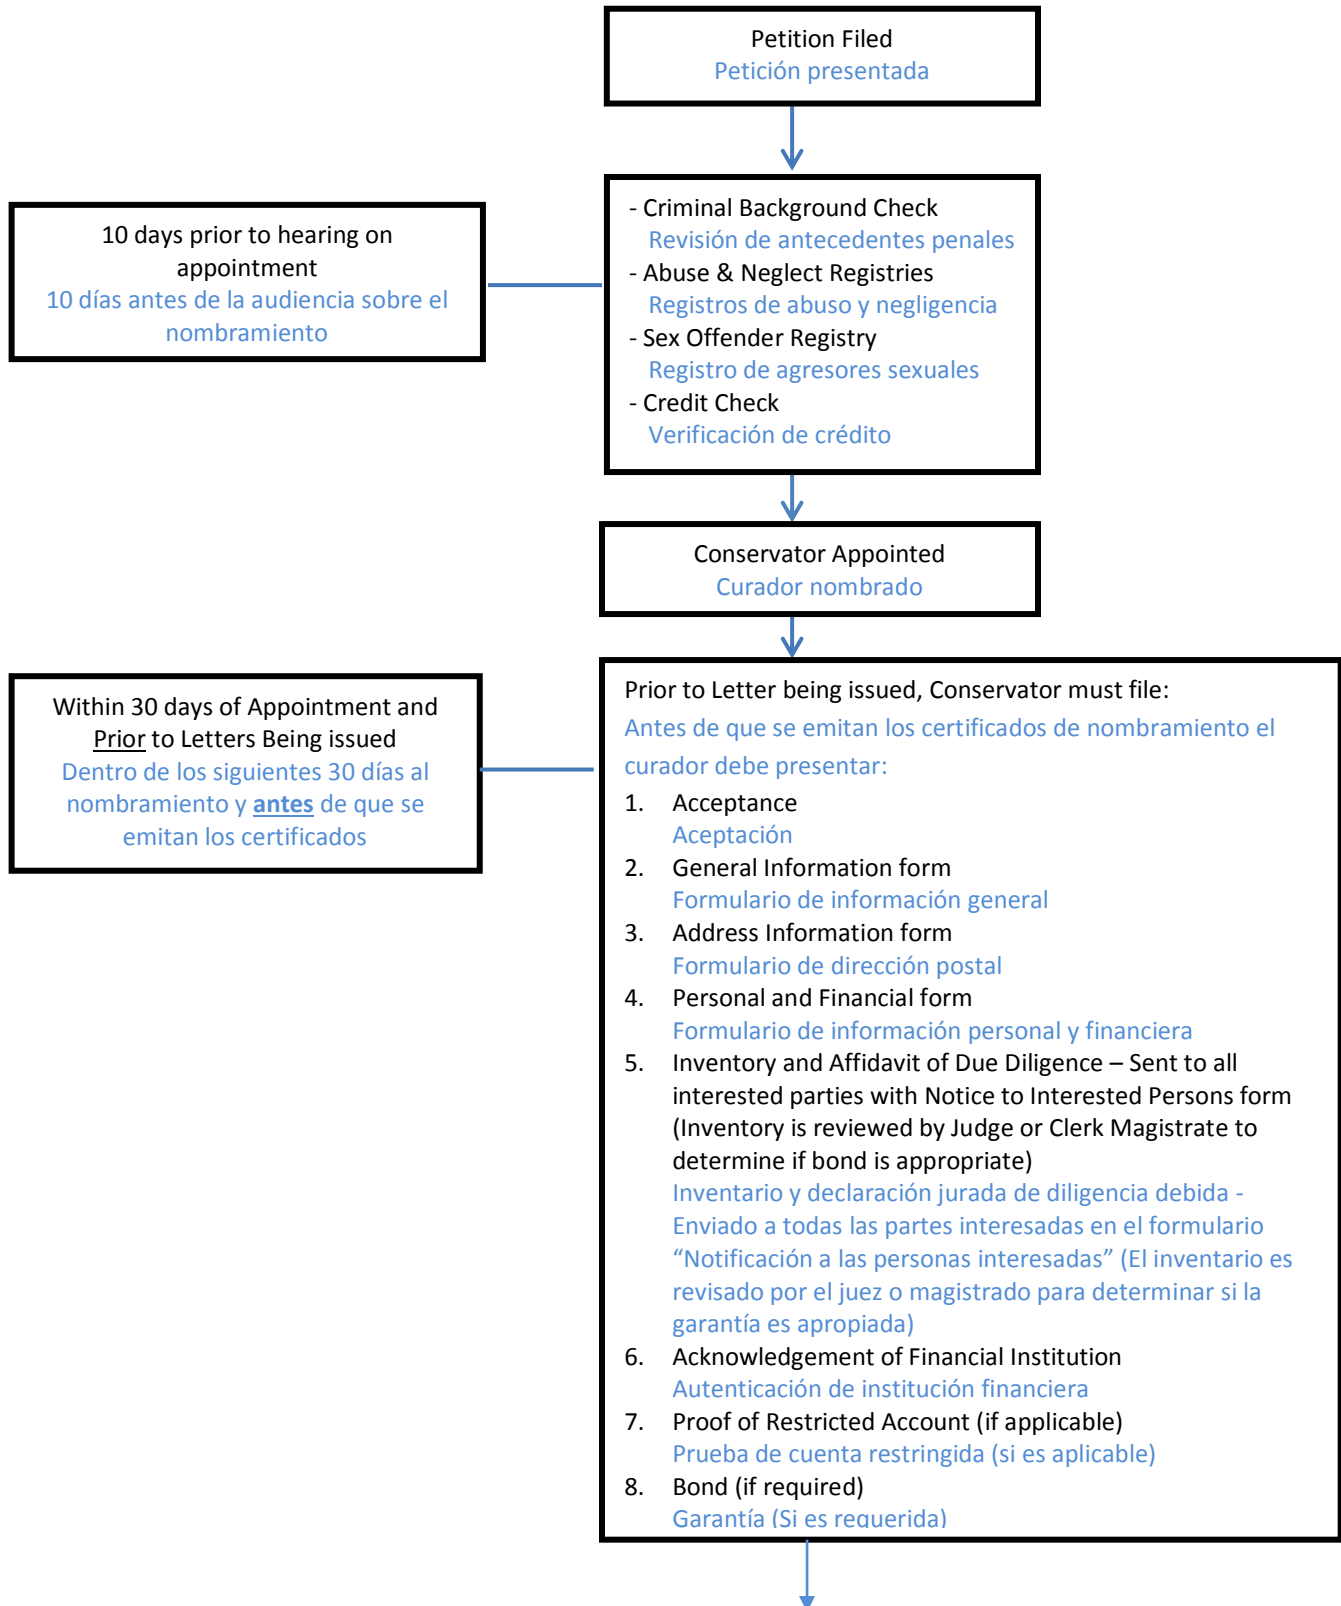 Petition Filed
Petición presentada
10 days prior to hearing on
appointment
10 días antes de la audiencia sobre el
nombramiento
- Criminal Background Check
Revisión de antecedentes penales
- Abuse & Neglect Registries
Registros de abuso y negligencia
- Sex Offender Registry
Registro de agresores sexuales
- Credit Check
Verificación de crédito
Conservator Appointed
Curador nombrado
Within 30 days of Appointment and
Prior to Letters Being issued
Dentro de los siguientes 30 días al
nombramiento y antes de que se
emitan los certificados
Prior to Letter being issued, Conservator must file:
Antes de que se emitan los certificados de nombramiento el
curador debe presentar:
1. Acceptance
Aceptación
2. General Information form
Formulario de información general
3. Address Information form
Formulario de dirección postal
4. Personal and Financial form
Formulario de información personal y financiera
5. Inventory and Affidavit of Due Diligence – Sent to all
interested parties with Notice to Interested Persons form
(Inventory is reviewed by Judge or Clerk Magistrate to
determine if bond is appropriate)
Inventario y declaración jurada de diligencia debida -
Enviado a todas las partes interesadas en el formulario
“Notificación a las personas interesadas” (El inventario es
revisado por el juez o magistrado para determinar si la
garantía es apropiada)
6. Acknowledgement of Financial Institution
Autenticación de institución financiera
7. Proof of Restricted Account (if applicable)
Prueba de cuenta restringida (si es aplicable)
8. Bond (if required)
Garantía (Si es requerida)